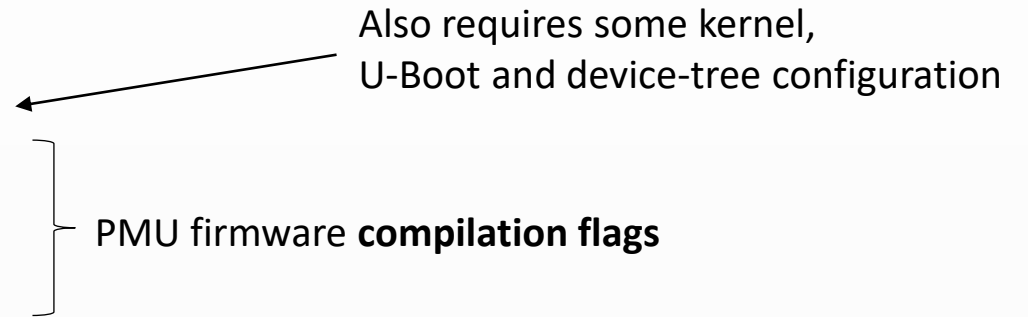 Also requires some kernel,
U-Boot and device-tree configuration
PMU firmware compilation flags